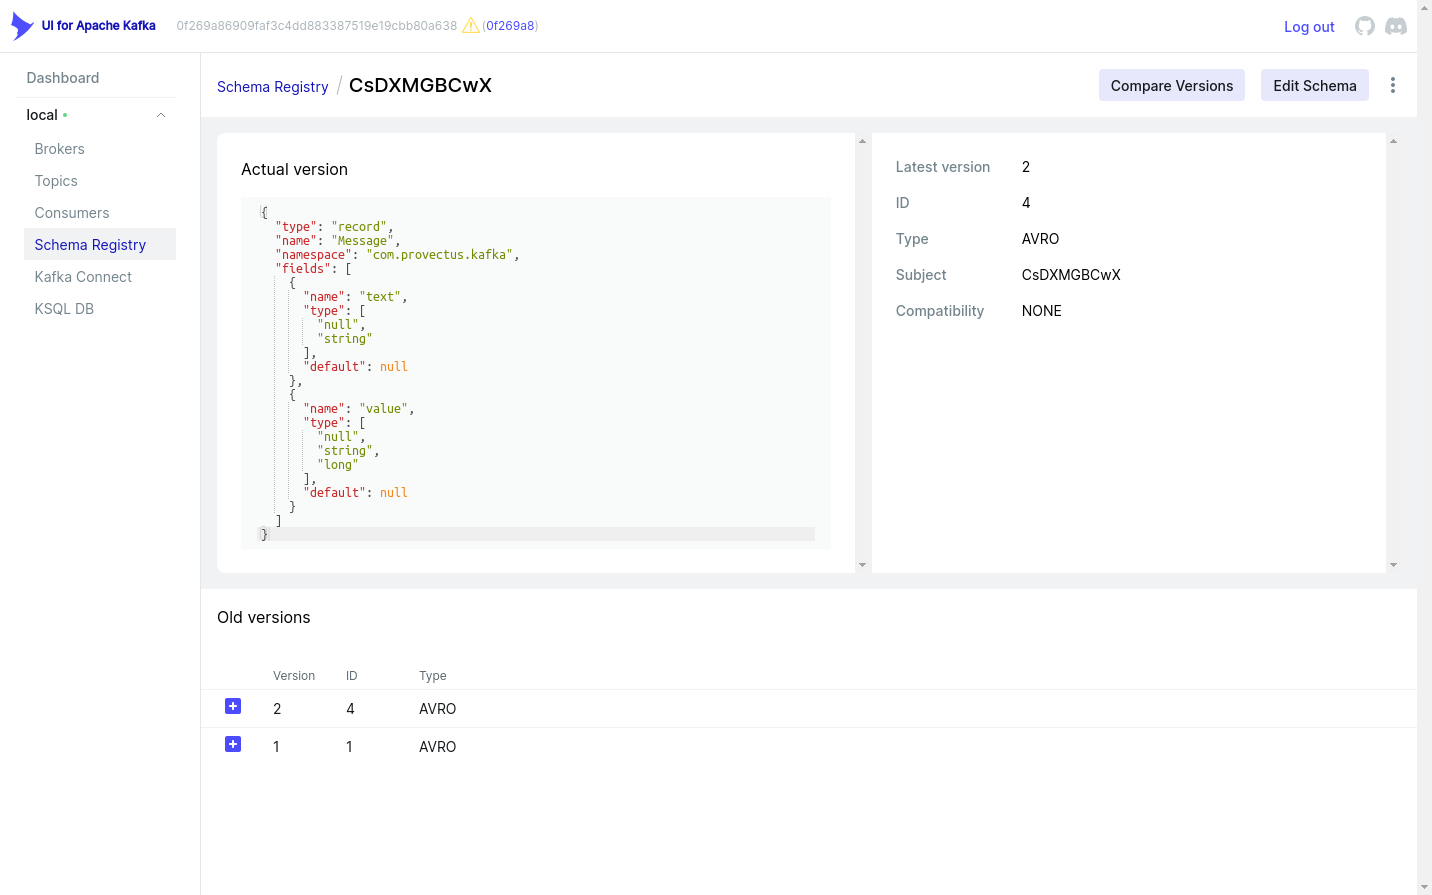 UI for Apache Kafka
0f269a86909faf3c4dd883387519e19cbb80a638 (0f269a8)
Log out
Dashboard
local
Brokers
Topics
Consumers
Schema Registry
Kafka Connect
KSQL DB
Schema Registry / CsDXMGBCwX
Compare Versions
Edit Schema
Actual version
{
  "type": "record",
  "name": "Message",
  "namespace": "com.provectus.kafka",
  "fields": [
    {
      "name": "text",
      "type": [
        "null",
        "string"
      ],
      "default": null
    },
    {
      "name": "value",
      "type": [
        "null",
        "string",
        "long"
      ],
      "default": null
    }
  ]
}
Latest version 2
ID 4
Type AVRO
Subject CsDXMGBCwX
Compatibility NONE
Old versions
Version ID Type
2 4 AVRO
1 1 AVRO